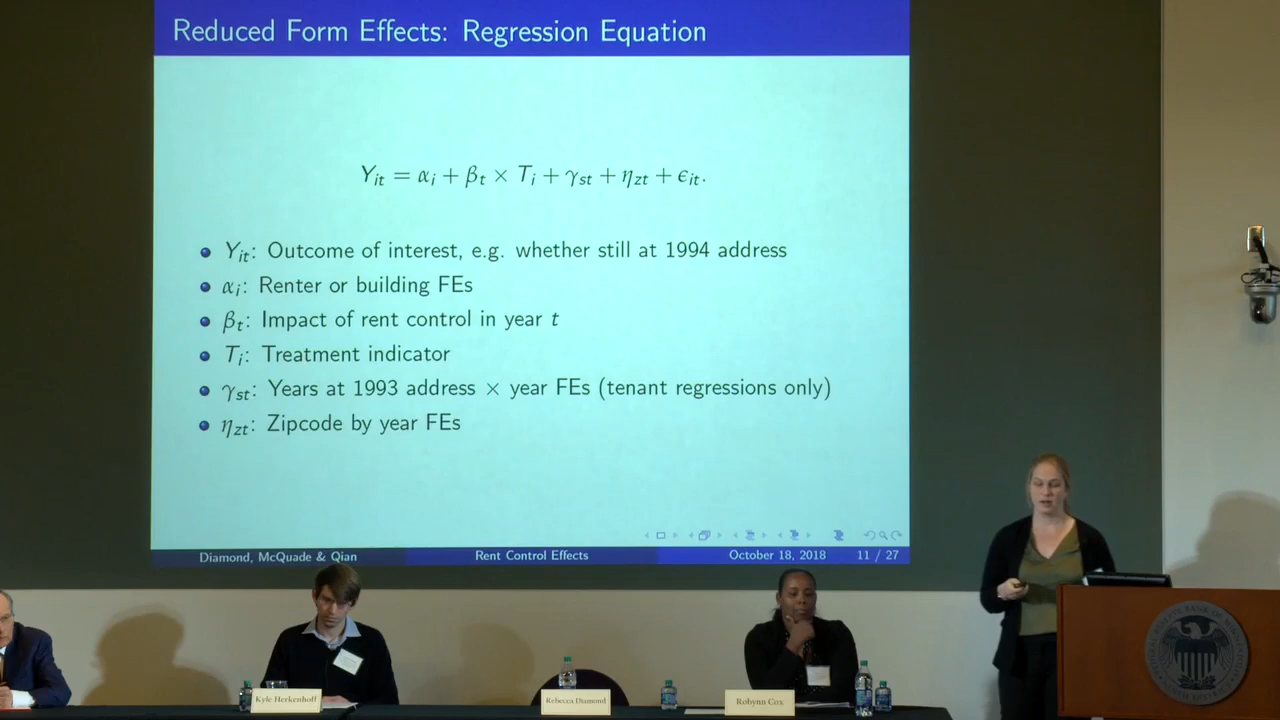 Reduced Form Effects: Regression Equation
Y_it = α_i + β_t × T_i + γ_st + η_zt + ϵ_it.
Y_it: Outcome of interest, e.g. whether still at 1994 address
α_i: Renter or building FEs
β_t: Impact of rent control in year t
T_i: Treatment indicator
γ_st: Years at 1993 address × year FEs (tenant regressions only)
η_zt: Zipcode by year FEs
Diamond, McQuade & Qian Rent Control Effects October 18, 2018 11 / 27
Kyle Herkenhoff
Rebecca Diamond
Robynn Cox